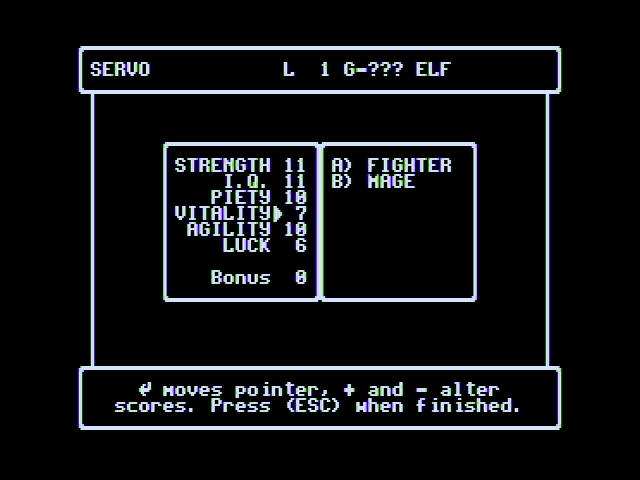 SERVO L 1 G-??? ELF
STRENGTH 11
I.Q. 11
PIETY 10
VITALITY 7
AGILITY 10
LUCK 6
Bonus 0
A) FIGHTER
B) MAGE
↲ moves pointer, + and - alter
scores. Press (ESC) when finished.